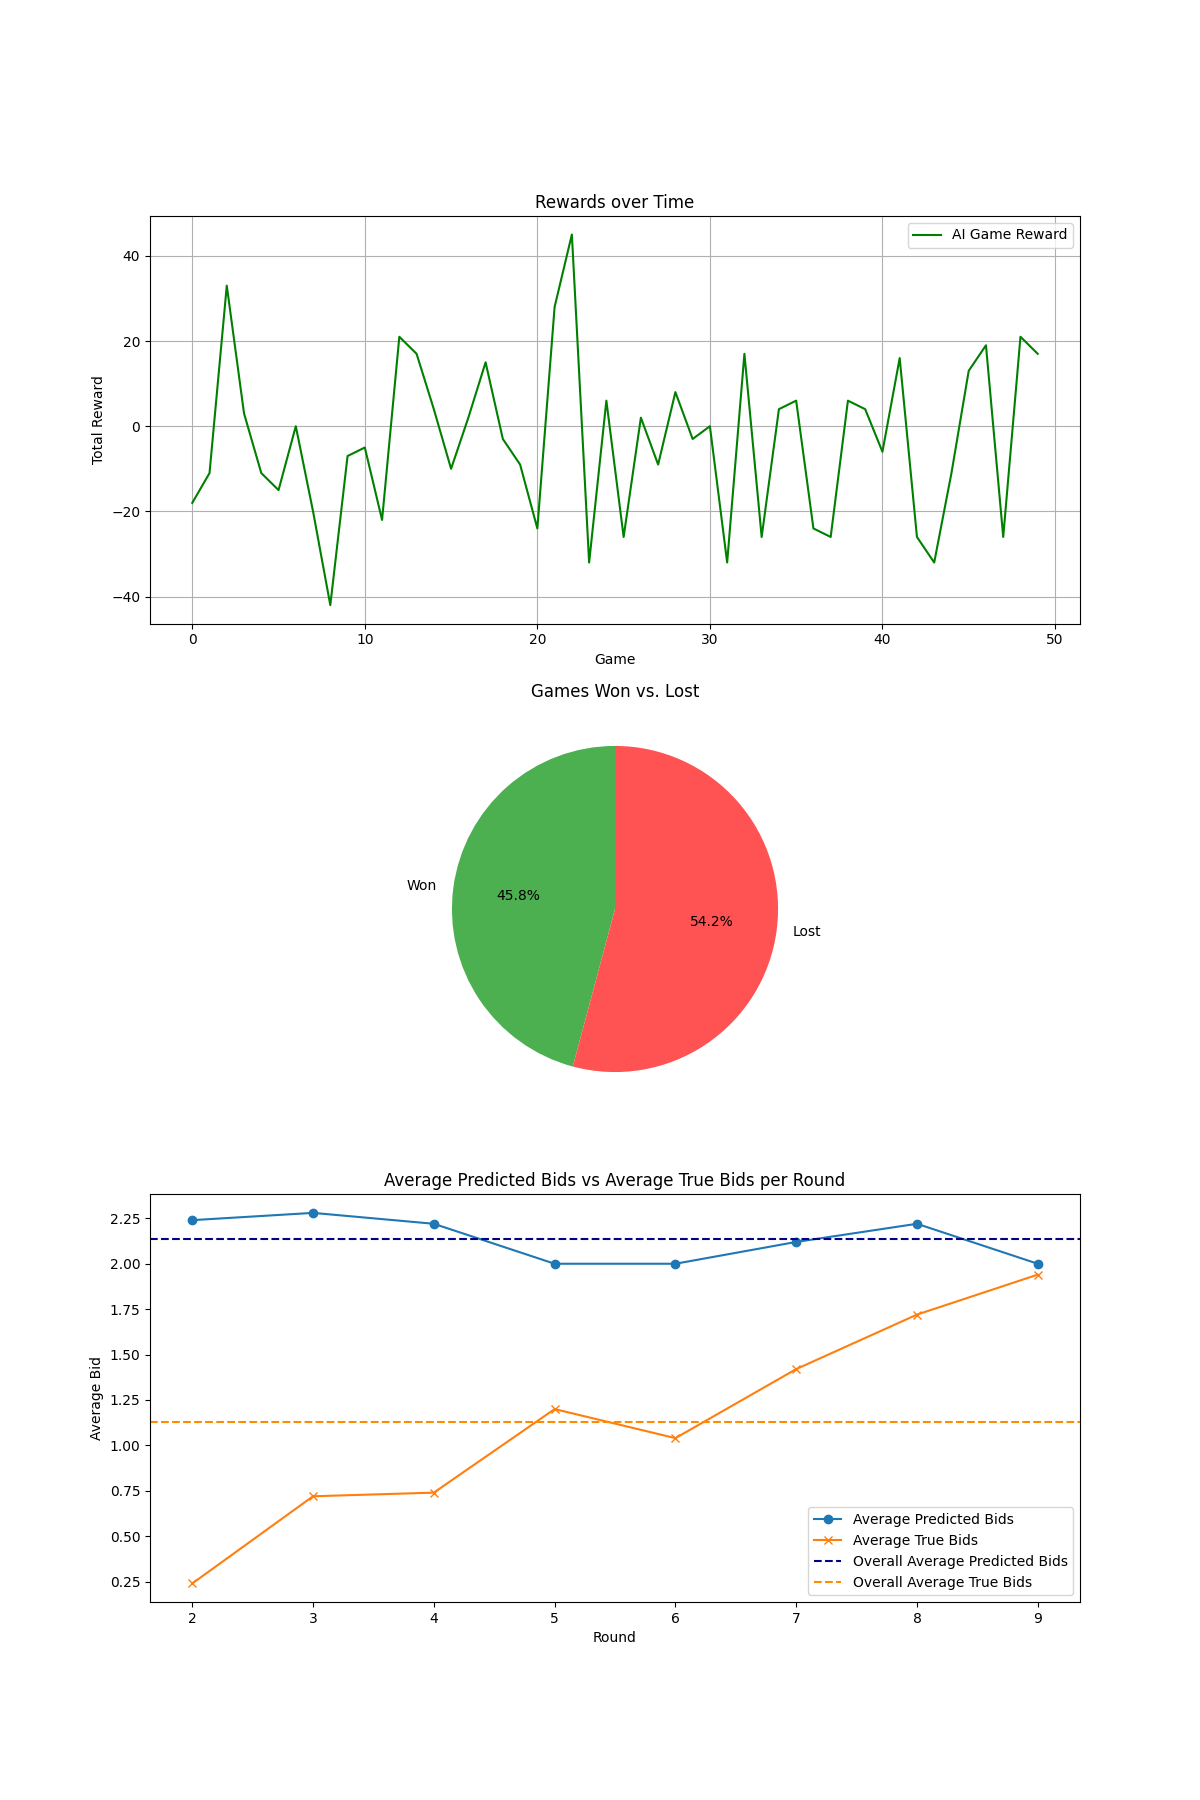 Rewards over Time
AI Game Reward
40
20
0
−20
−40
Total Reward
0 10 20 30 40 50
Game
Games Won vs. Lost
Won
45.8%
54.2%
Lost
Average Predicted Bids vs Average True Bids per Round
2.25
2.00
1.75
1.50
1.25
1.00
0.75
0.50
0.25
Average Bid
Average Predicted Bids
Average True Bids
Overall Average Predicted Bids
Overall Average True Bids
2 3 4 5 6 7 8 9
Round